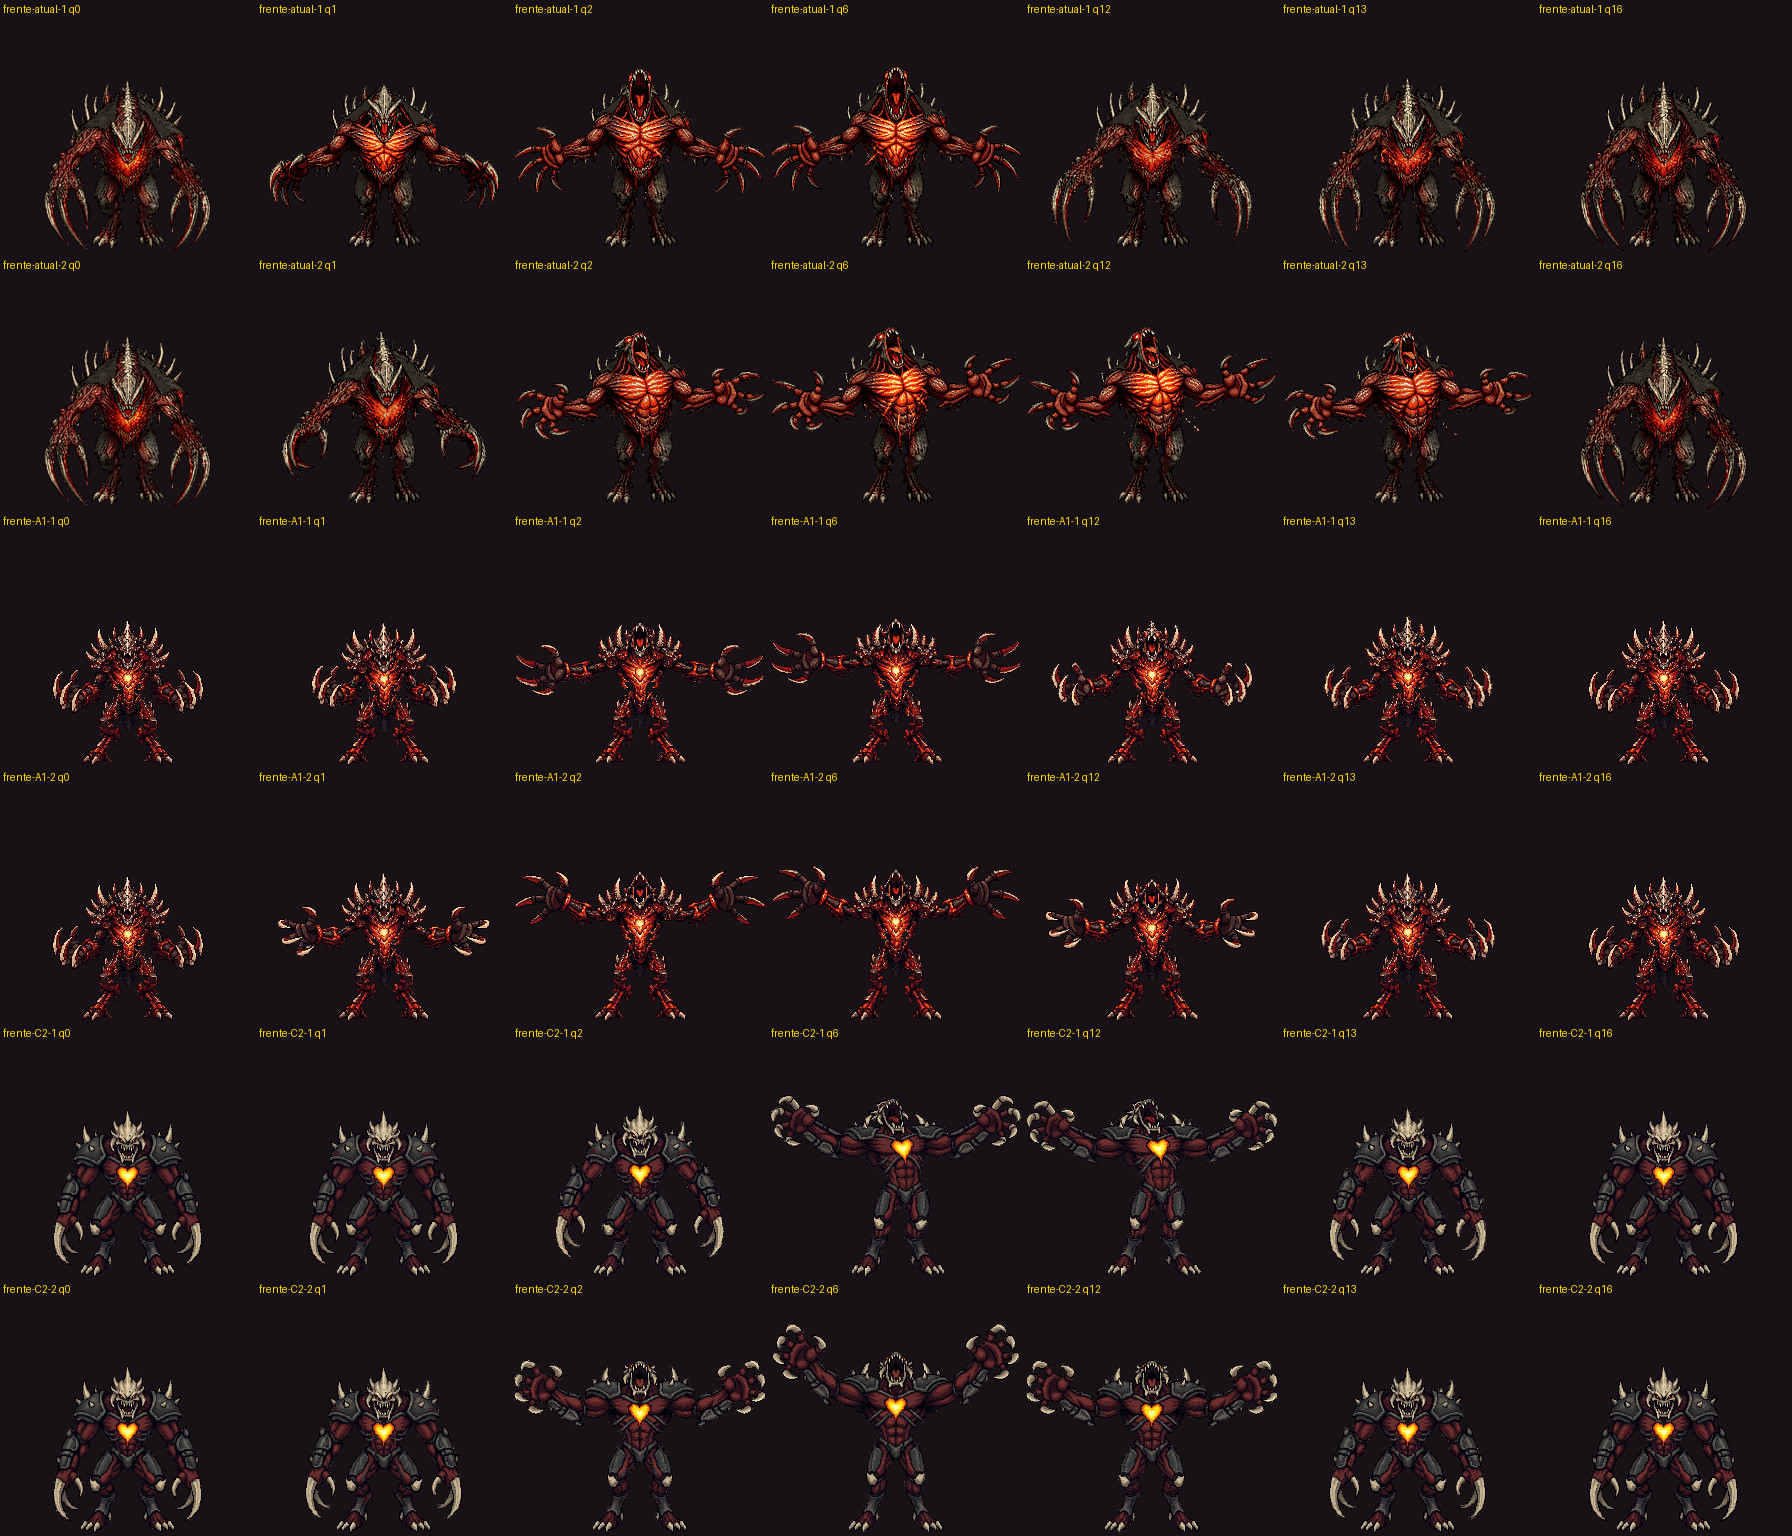 frente-atual-1 q0 frente-atual-1 q1 frente-atual-1 q2 frente-atual-1 q6 frente-atual-1 q12 frente-atual-1 q13 frente-atual-1 q16
frente-atual-2 q0 frente-atual-2 q1 frente-atual-2 q2 frente-atual-2 q6 frente-atual-2 q12 frente-atual-2 q13 frente-atual-2 q16
frente-A1-1 q0 frente-A1-1 q1 frente-A1-1 q2 frente-A1-1 q6 frente-A1-1 q12 frente-A1-1 q13 frente-A1-1 q16
frente-A1-2 q0 frente-A1-2 q1 frente-A1-2 q2 frente-A1-2 q6 frente-A1-2 q12 frente-A1-2 q13 frente-A1-2 q16
frente-C2-1 q0 frente-C2-1 q1 frente-C2-1 q2 frente-C2-1 q6 frente-C2-1 q12 frente-C2-1 q13 frente-C2-1 q16
frente-C2-2 q0 frente-C2-2 q1 frente-C2-2 q2 frente-C2-2 q6 frente-C2-2 q12 frente-C2-2 q13 frente-C2-2 q16